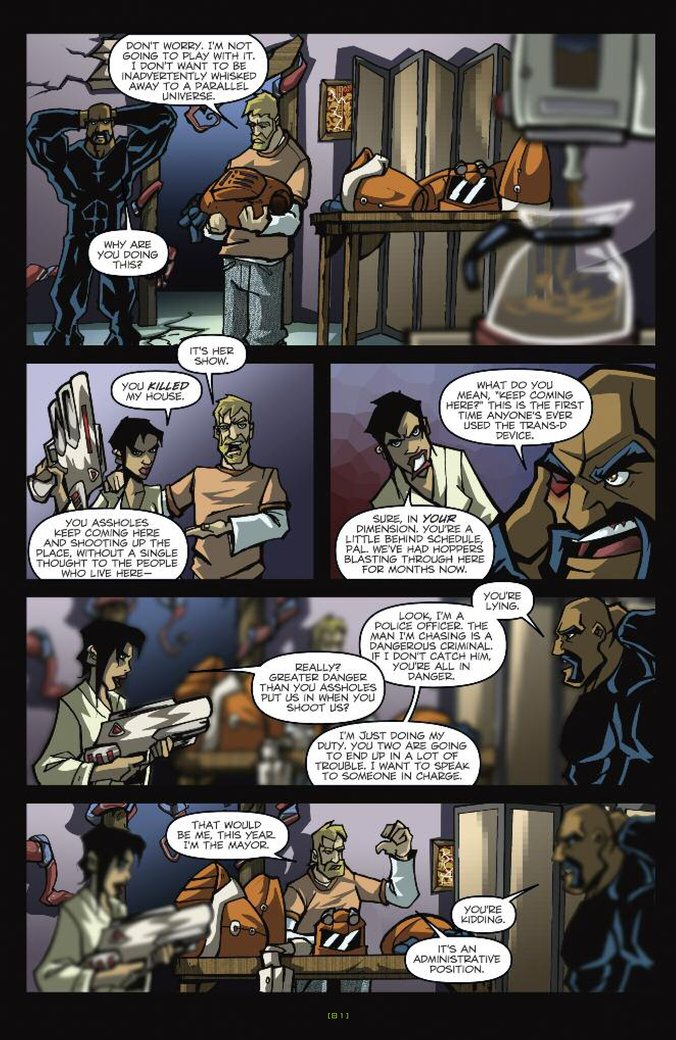 DON'T WORRY. I'M NOT
GOING TO PLAY WITH IT.
I DON'T WANT TO BE
INADVERTENTLY WHISKED
AWAY TO A PARALLEL
UNIVERSE.
WHY ARE
YOU DOING
THIS?
IT'S HER
SHOW.
YOU KILLED
MY HOUSE.
YOU ASSHOLES
KEEP COMING HERE
AND SHOOTING UP THE
PLACE, WITHOUT A SINGLE
THOUGHT TO THE PEOPLE
WHO LIVE HERE—
WHAT DO YOU
MEAN, "KEEP COMING
HERE?" THIS IS THE FIRST
TIME ANYONE'S EVER
USED THE TRANS-D
DEVICE.
SURE, IN YOUR
DIMENSION. YOU'RE A
LITTLE BEHIND SCHEDULE,
PAL. WE'VE HAD HOPPERS
BLASTING THROUGH HERE
FOR MONTHS NOW.
YOU'RE
LYING.
LOOK, I'M A
POLICE OFFICER. THE
MAN I'M CHASING IS A
DANGEROUS CRIMINAL.
IF I DON'T CATCH HIM,
YOU'RE ALL IN
DANGER.
REALLY?
GREATER DANGER
THAN YOU ASSHOLES
PUT US IN WHEN YOU
SHOOT US?
I'M JUST DOING MY
DUTY. YOU TWO ARE GOING
TO END UP IN A LOT OF
TROUBLE. I WANT TO SPEAK
TO SOMEONE IN CHARGE.
THAT WOULD
BE ME, THIS YEAR.
I'M THE MAYOR.
YOU'RE
KIDDING.
IT'S AN
ADMINISTRATIVE
POSITION.
[81]